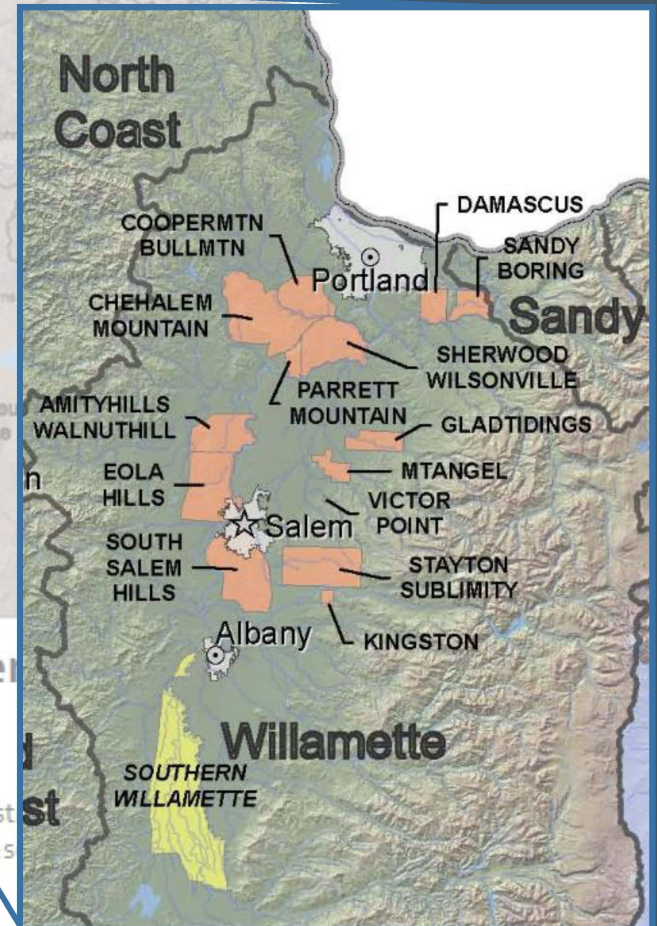 North
Coast
COOPERMTN
BULLMTN
DAMASCUS
SANDY
BORING
Portland
Sandy
CHEHALEM
MOUNTAIN
SHERWOOD
WILSONVILLE
PARRETT
MOUNTAIN
AMITYHILLS
WALNUTHILL
GLADTIDINGS
EOLA
HILLS
MTANGEL
VICTOR
POINT
Salem
SOUTH
SALEM
HILLS
STAYTON
SUBLIMITY
Albany
KINGSTON
Willamette
SOUTHERN
WILLAMETTE
st